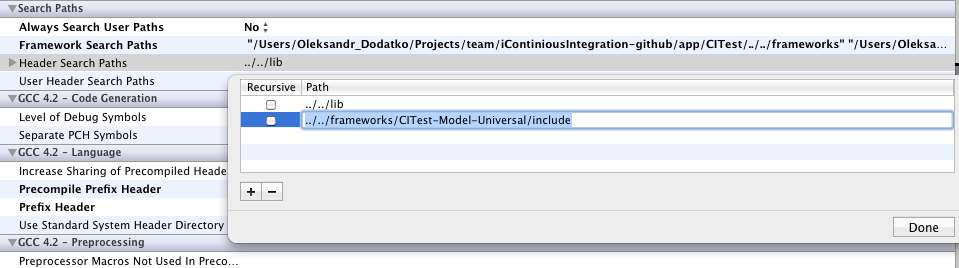 Search Paths
Always Search User Paths No
Framework Search Paths "/Users/Oleksandr_Dodatko/Projects/team/iContiniousIntegration-github/app/CITest/../../frameworks" "/Users/Oleksa...
Header Search Paths ../../lib
User Header Search Paths
Recursive Path
../../lib
../../frameworks/CITest-Model-Universal/include
GCC 4.2 - Code Generation
Level of Debug Symbols
Separate PCH Symbols
GCC 4.2 - Language
Increase Sharing of Precompiled Heade
Precompile Prefix Header
Prefix Header
Use Standard System Header Directory
+ −
Done
GCC 4.2 - Preprocessing
Preprocessor Macros Not Used In Preco...